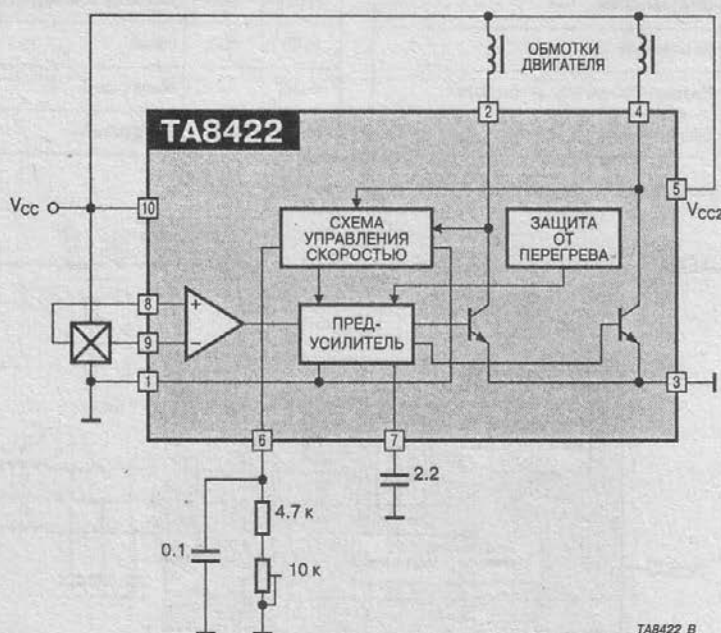 ОБМОТКИ
ДВИГАТЕЛЯ
2
4
TA8422
5
VCC
10
VCC2
СХЕМА
УПРАВЛЕНИЯ
СКОРОСТЬЮ
ЗАЩИТА
ОТ
ПЕРЕГРЕВА
8
+
9
−
ПРЕД-
УСИЛИТЕЛЬ
1
3
6
7
2.2
4.7 к
0.1
10 к
TA8422_B